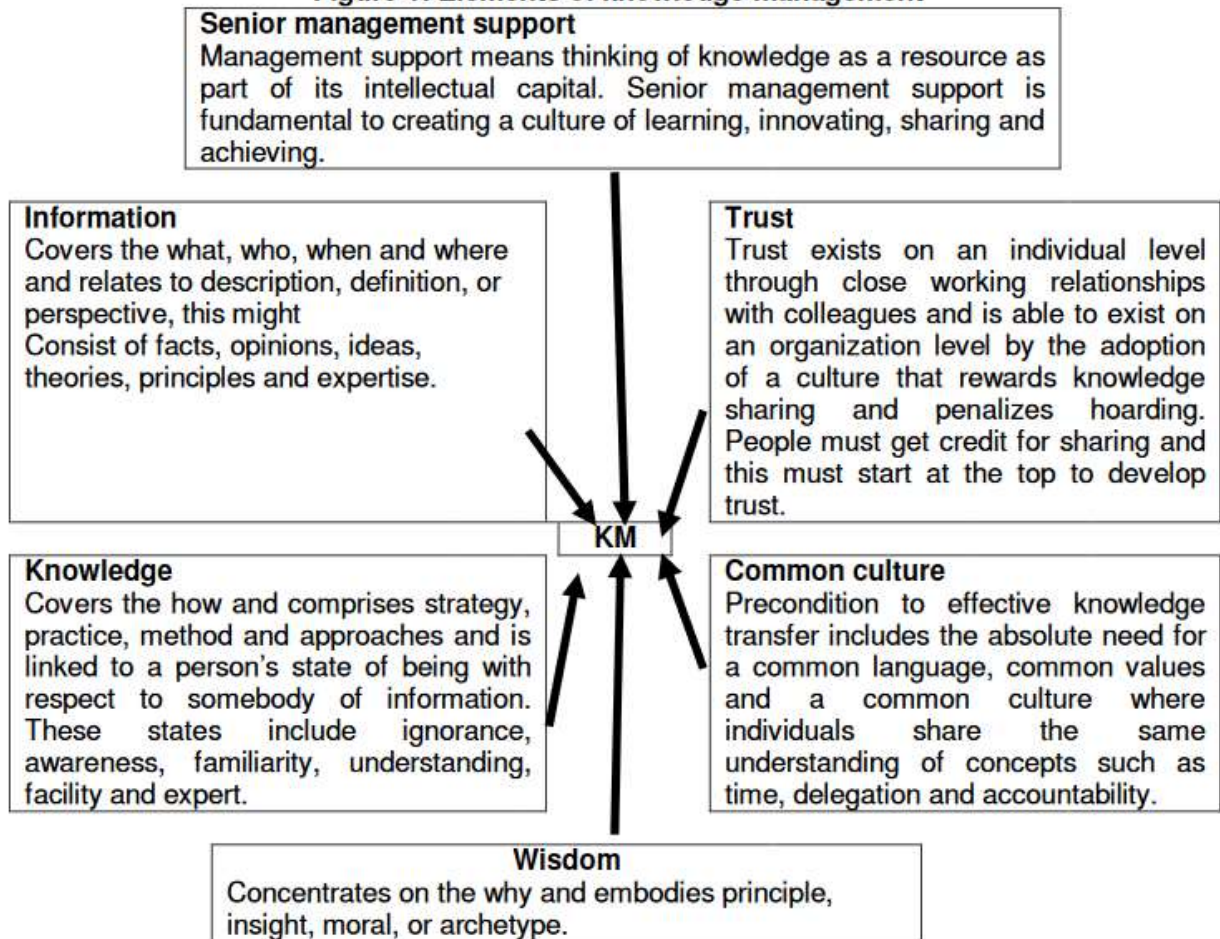 Senior management support
Management support means thinking of knowledge as a resource as
part of its intellectual capital. Senior management support is
fundamental to creating a culture of learning, innovating, sharing and
achieving.
Information
Covers the what, who, when and where
and relates to description, definition, or
perspective, this might
Consist of facts, opinions, ideas,
theories, principles and expertise.
Trust
Trust exists on an individual level
through close working relationships
with colleagues and is able to exist on
an organization level by the adoption
of a culture that rewards knowledge
sharing and penalizes hoarding.
People must get credit for sharing and
this must start at the top to develop
trust.
KM
Knowledge
Covers the how and comprises strategy,
practice, method and approaches and is
linked to a person's state of being with
respect to somebody of information.
These states include ignorance,
awareness, familiarity, understanding,
facility and expert.
Common culture
Precondition to effective knowledge
transfer includes the absolute need for
a common language, common values
and a common culture where
individuals share the same
understanding of concepts such as
time, delegation and accountability.
Wisdom
Concentrates on the why and embodies principle,
insight, moral, or archetype.